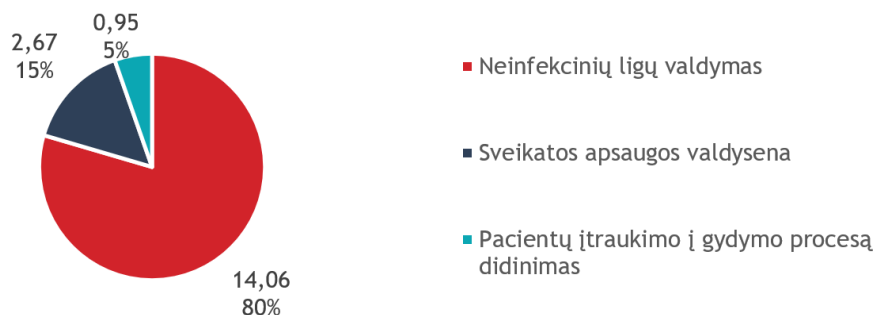 0,95
5%
2,67
15%
14,06
80%
Neinfekcinių ligų valdymas
Sveikatos apsaugos valdysena
Pacientų įtraukimo į gydymo procesą
didinimas